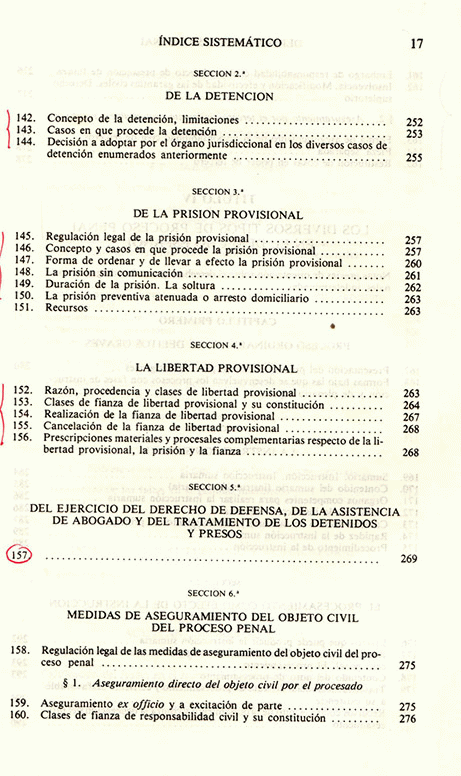 ÍNDICE SISTEMÁTICO 17
SECCION 2.ª
DE LA DETENCION
142. Concepto de la detención, limitaciones ........................ 252
143. Casos en que procede la detención ........................ 253
144. Decisión a adoptar por el órgano jurisdiccional en los diversos casos de
detención enumerados anteriormente ........................ 255
SECCION 3.ª
DE LA PRISION PROVISIONAL
145. Regulación legal de la prisión provisional ........................ 257
146. Concepto y casos en que procede la prisión provisional ............ 257
147. Forma de ordenar y de llevar a efecto la prisión provisional ....... 260
148. La prisión sin comunicación ........................ 261
149. Duración de la prisión. La soltura ........................ 262
150. La prisión preventiva atenuada o arresto domiciliario ............ 263
151. Recursos ........................ 263
SECCION 4.ª
LA LIBERTAD PROVISIONAL
152. Razón, procedencia y clases de libertad provisional ............ 263
153. Clases de fianza de libertad provisional y su constitución ......... 264
154. Realización de la fianza de libertad provisional ............ 267
155. Cancelación de la fianza de libertad provisional ............ 268
156. Prescripciones materiales y procesales complementarias respecto de la li-
bertad provisional, la prisión y la fianza ............ 268
SECCION 5.ª
DEL EJERCICIO DEL DERECHO DE DEFENSA, DE LA ASISTENCIA
DE ABOGADO Y DEL TRATAMIENTO DE LOS DETENIDOS
Y PRESOS
157 ........................ 269
SECCION 6.ª
MEDIDAS DE ASEGURAMIENTO DEL OBJETO CIVIL
DEL PROCESO PENAL
158. Regulación legal de las medidas de aseguramiento del objeto civil del pro-
ceso penal ........................ 275
§ 1. Aseguramiento directo del objeto civil por el procesado
159. Aseguramiento ex officio y a excitación de parte ............ 275
160. Clases de fianza de responsabilidad civil y su constitución ......... 276